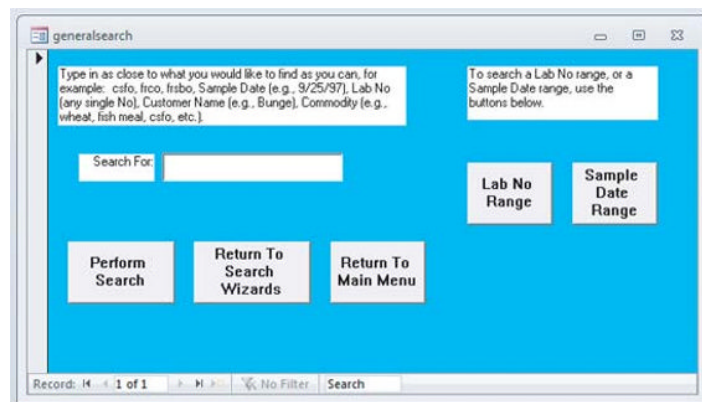 generalsearch
Type in as close to what you would like to find as you can, for
example: csfo, frco, frsbo, Sample Date (e.g., 9/25/97), Lab No
(any single No), Customer Name (e.g., Bunge), Commodity (e.g.,
wheat, fish meal, csfo, etc.).
To search a Lab No range, or a
Sample Date range, use the
buttons below.
Search For:
Lab No
Range
Sample
Date
Range
Perform
Search
Return To
Search
Wizards
Return To
Main Menu
Record: 1 of 1 No Filter Search